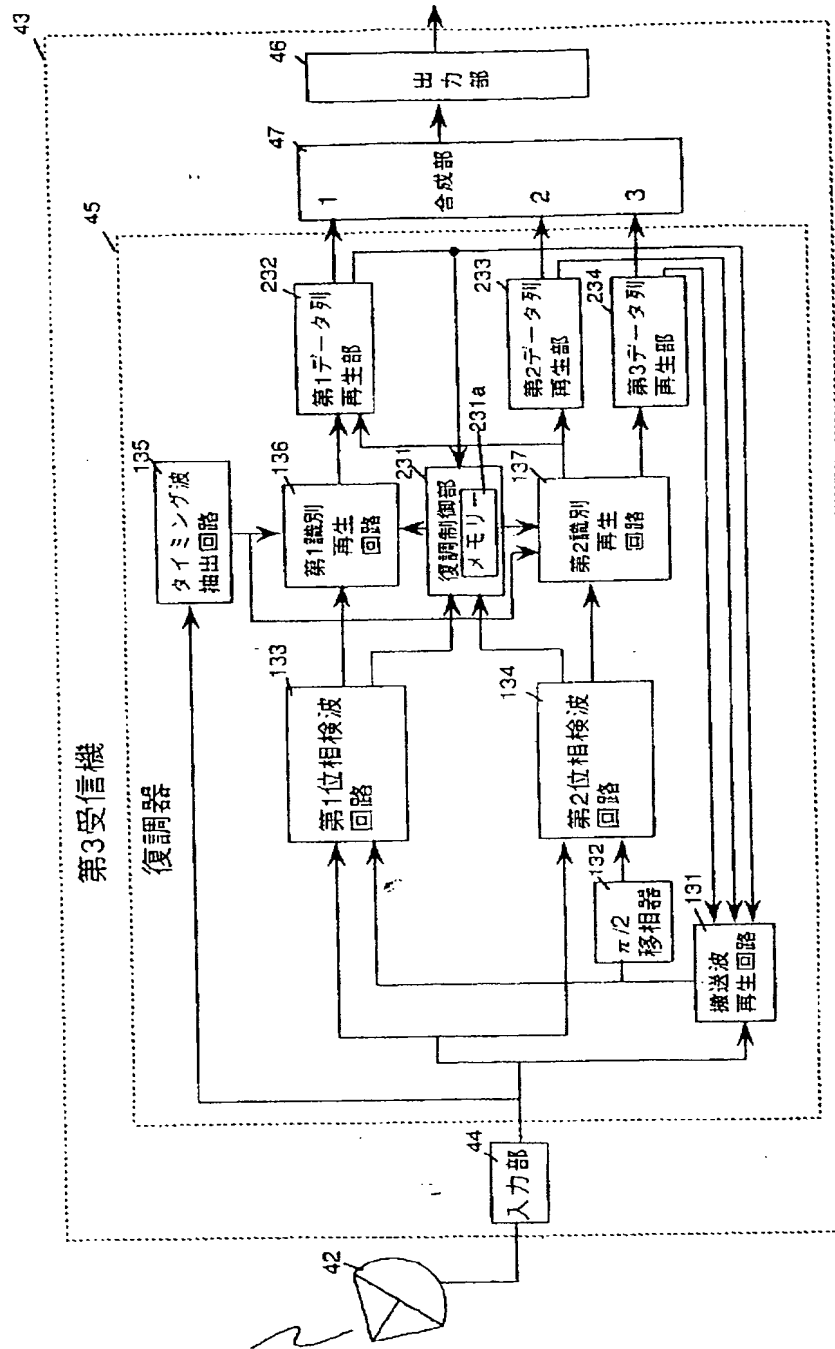 第3受信機
43
復調器
45
42
44
入力部
135
タイミング波
抽出回路
133
第1位相検波
回路
134
第2位相検波
回路
132
π/2
移相器
131
搬送波
再生回路
136
第1識別
再生
回路
231
復調制御部
メモリー
231a
137
第2識別
再生
回路
232
第1データ列
再生部
233
第2データ列
再生部
234
第3データ列
再生部
47
1
合成部
2
3
46
出力部